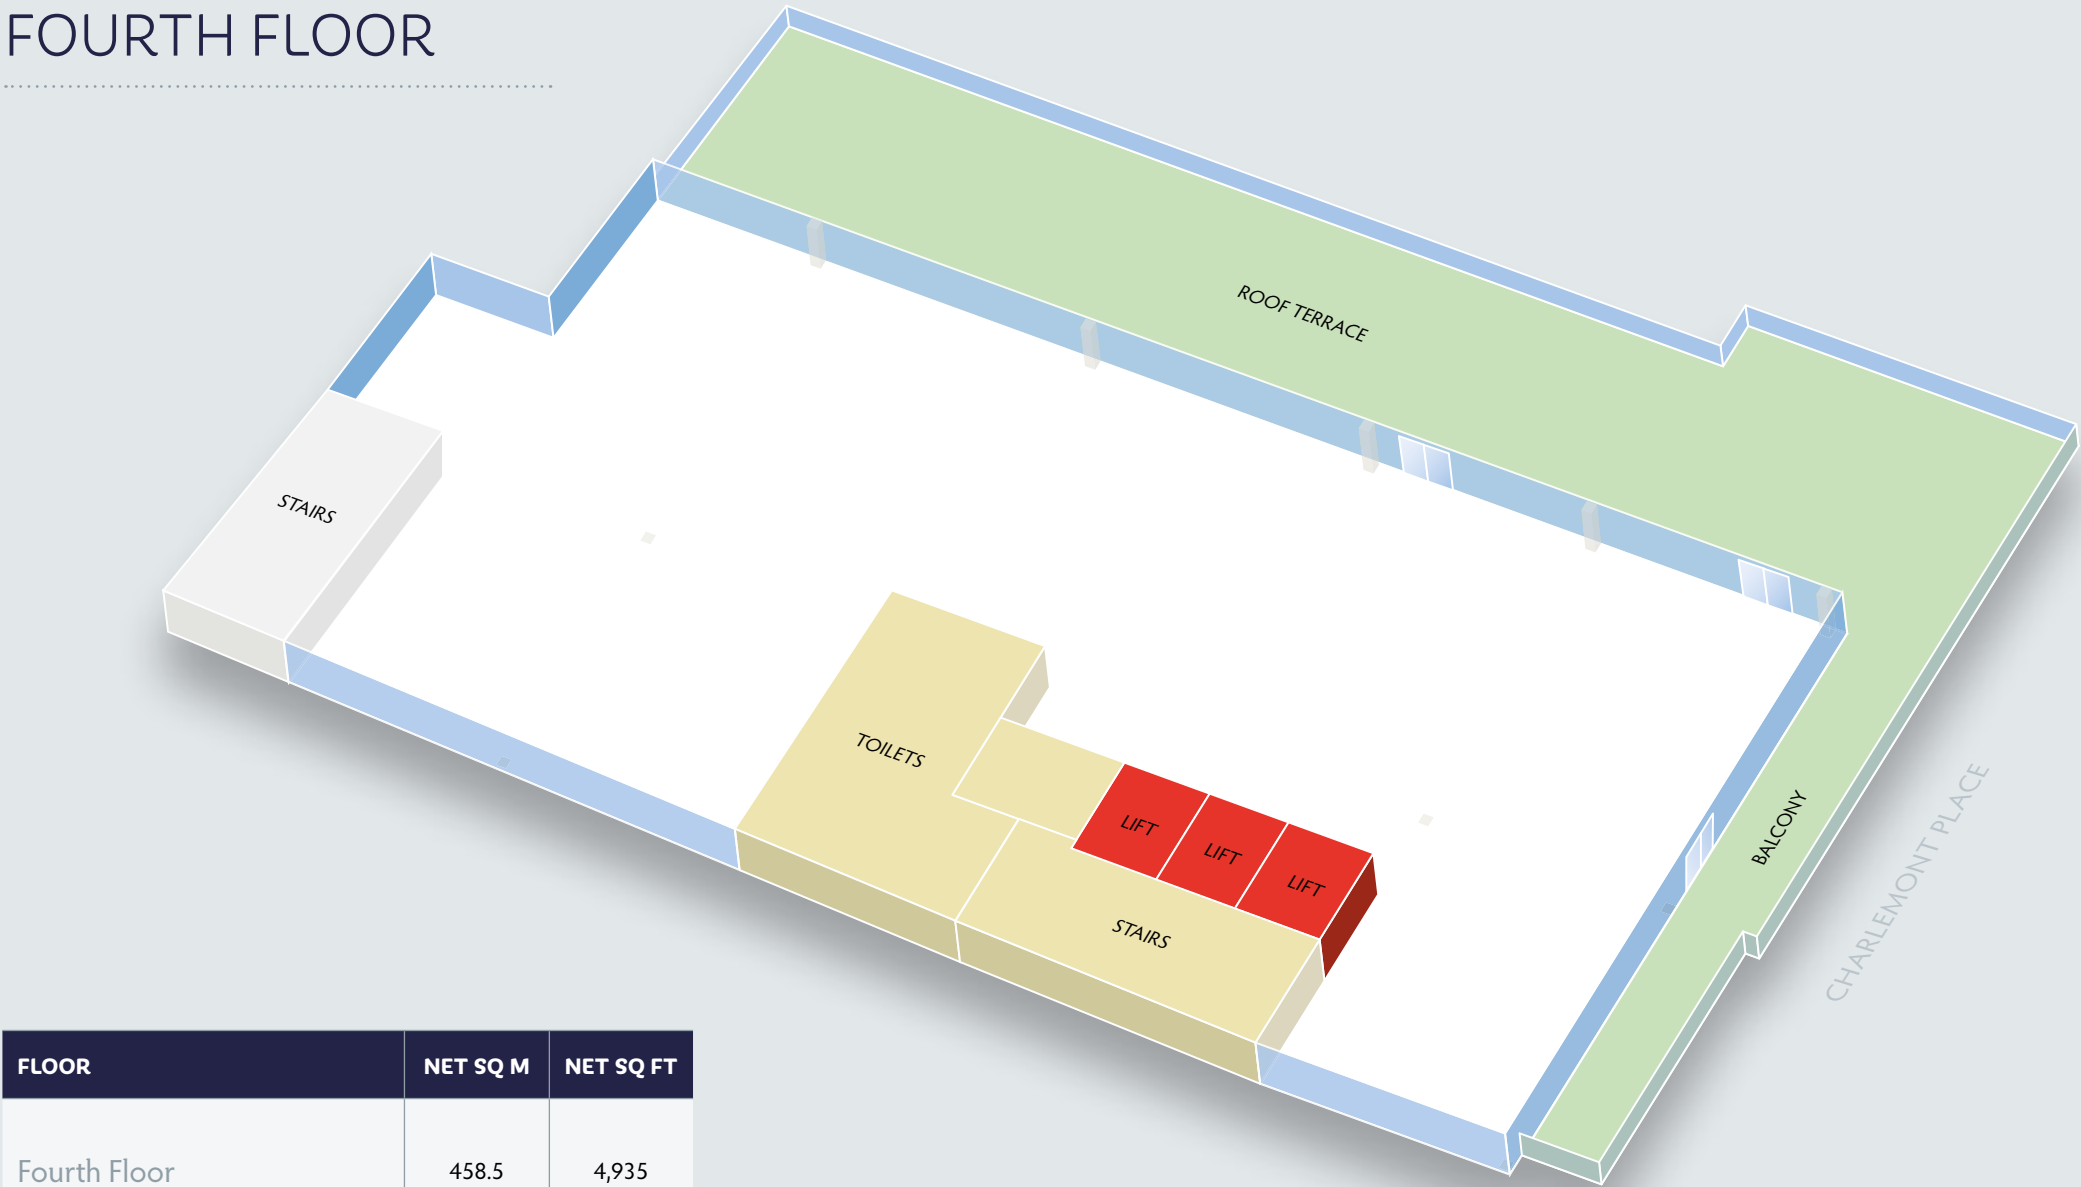 FOURTH FLOOR
ROOF TERRACE
STAIRS
TOILETS
LIFT
LIFT
LIFT
STAIRS
BALCONY
CHARLEMONT PLACE
FLOOR NET SQ M NET SQ FT
Fourth Floor 458.5 4,935